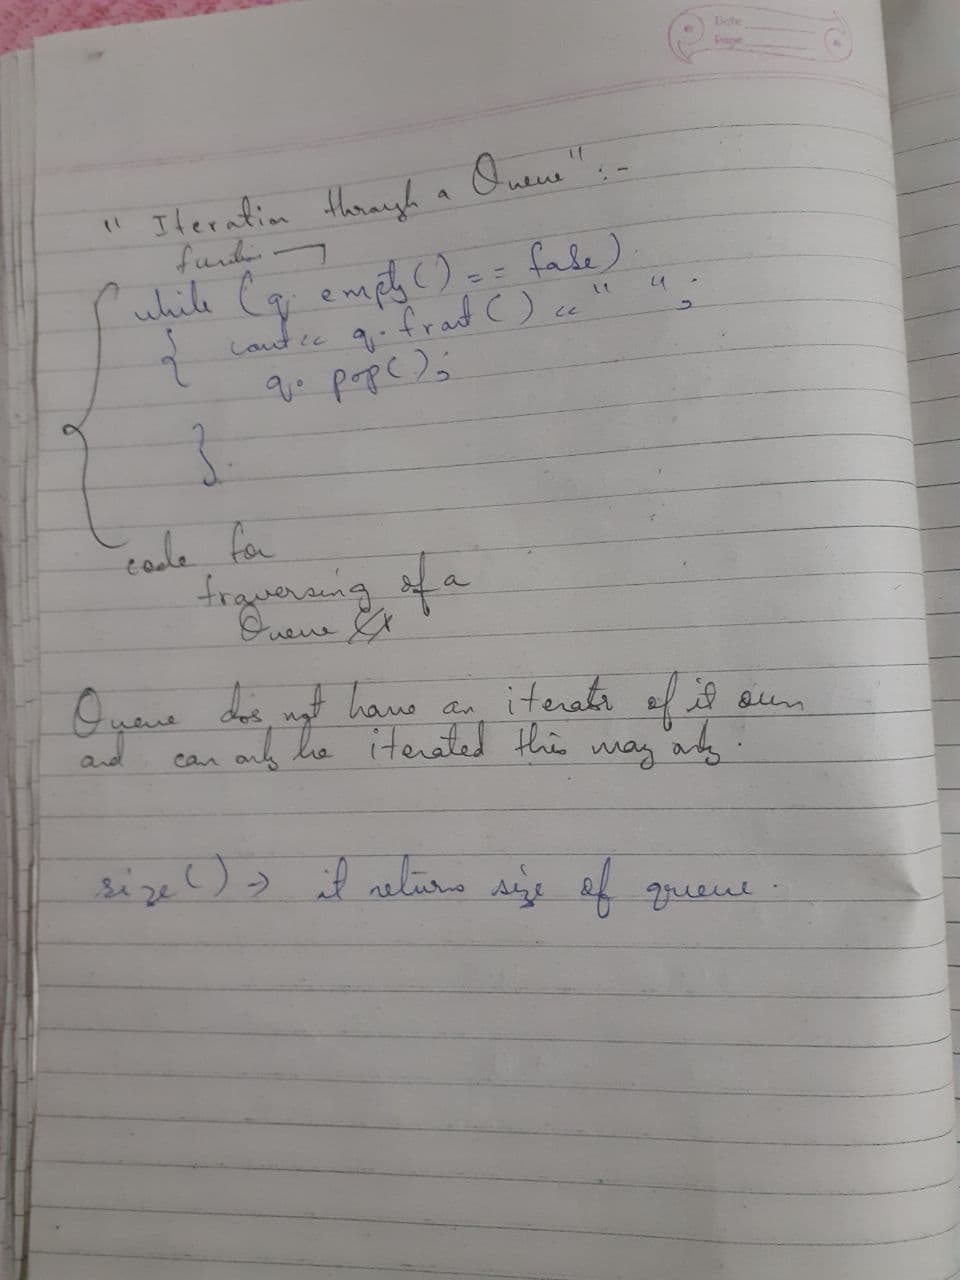 Date
Page
" Iteration through a Queue" :-
function
while (q. empty() == false)
{ cout << q. front() << " " ;
q. pop();
}.
code for
traversing of a
Queue
Queue dos not have an iterator of it own
and can only be iterated this way only.
size() → it returns size of queue.